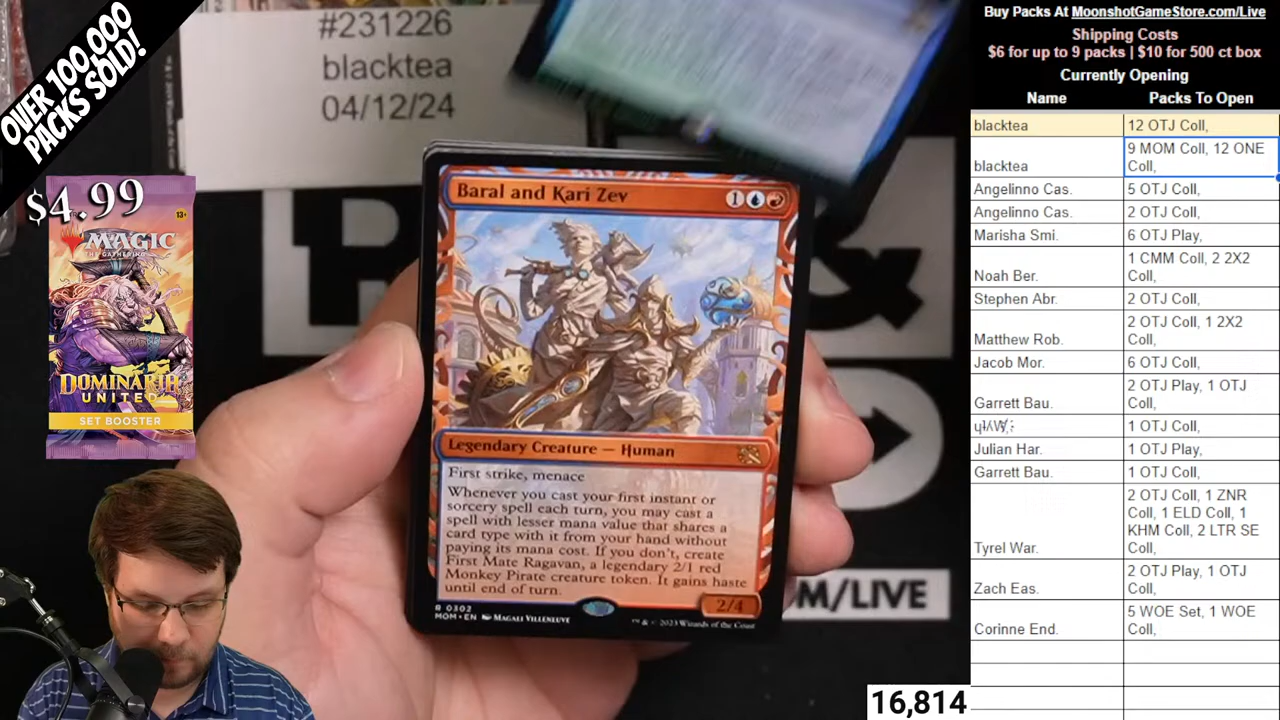 OVER 100,000
PACKS SOLD!
#231226
blacktea
04/12/24
$4.99
MAGIC
THE GATHERING
13+
DOMINARIA
UNITED
SET BOOSTER
Baral and Kari Zev
1
Legendary Creature — Human
First strike, menace
Whenever you cast your first instant or
sorcery spell each turn, you may cast a
spell with lesser mana value that shares a
card type with it from your hand without
paying its mana cost. If you don't, create
First Mate Ragavan, a legendary 2/1 red
Monkey Pirate creature token. It gains haste
until end of turn.
2/4
R 0302
MOM • EN MAGALI VILLENEUVE
™ & © 2023 Wizards of the Coast
&
M/LIVE
Buy Packs At MoonshotGameStore.com/Live
Shipping Costs
$6 for up to 9 packs | $10 for 500 ct box
Currently Opening
Name Packs To Open
blacktea 12 OTJ Coll,
blacktea 9 MOM Coll, 12 ONE
Coll,
Angelinno Cas. 5 OTJ Coll,
Angelinno Cas. 2 OTJ Coll,
Marisha Smi. 6 OTJ Play,
Noah Ber. 1 CMM Coll, 2 2X2
Coll,
Stephen Abr. 2 OTJ Coll,
Matthew Rob. 2 OTJ Coll, 1 2X2
Coll,
Jacob Mor. 6 OTJ Coll,
Garrett Bau. 2 OTJ Play, 1 OTJ
Coll,
1 OTJ Coll,
Julian Har. 1 OTJ Play,
Garrett Bau. 1 OTJ Coll,
Tyrel War. 2 OTJ Coll, 1 ZNR
Coll, 1 ELD Coll, 1
KHM Coll, 2 LTR SE
Coll,
Zach Eas. 2 OTJ Play, 1 OTJ
Coll,
Corinne End. 5 WOE Set, 1 WOE
Coll,
16,814